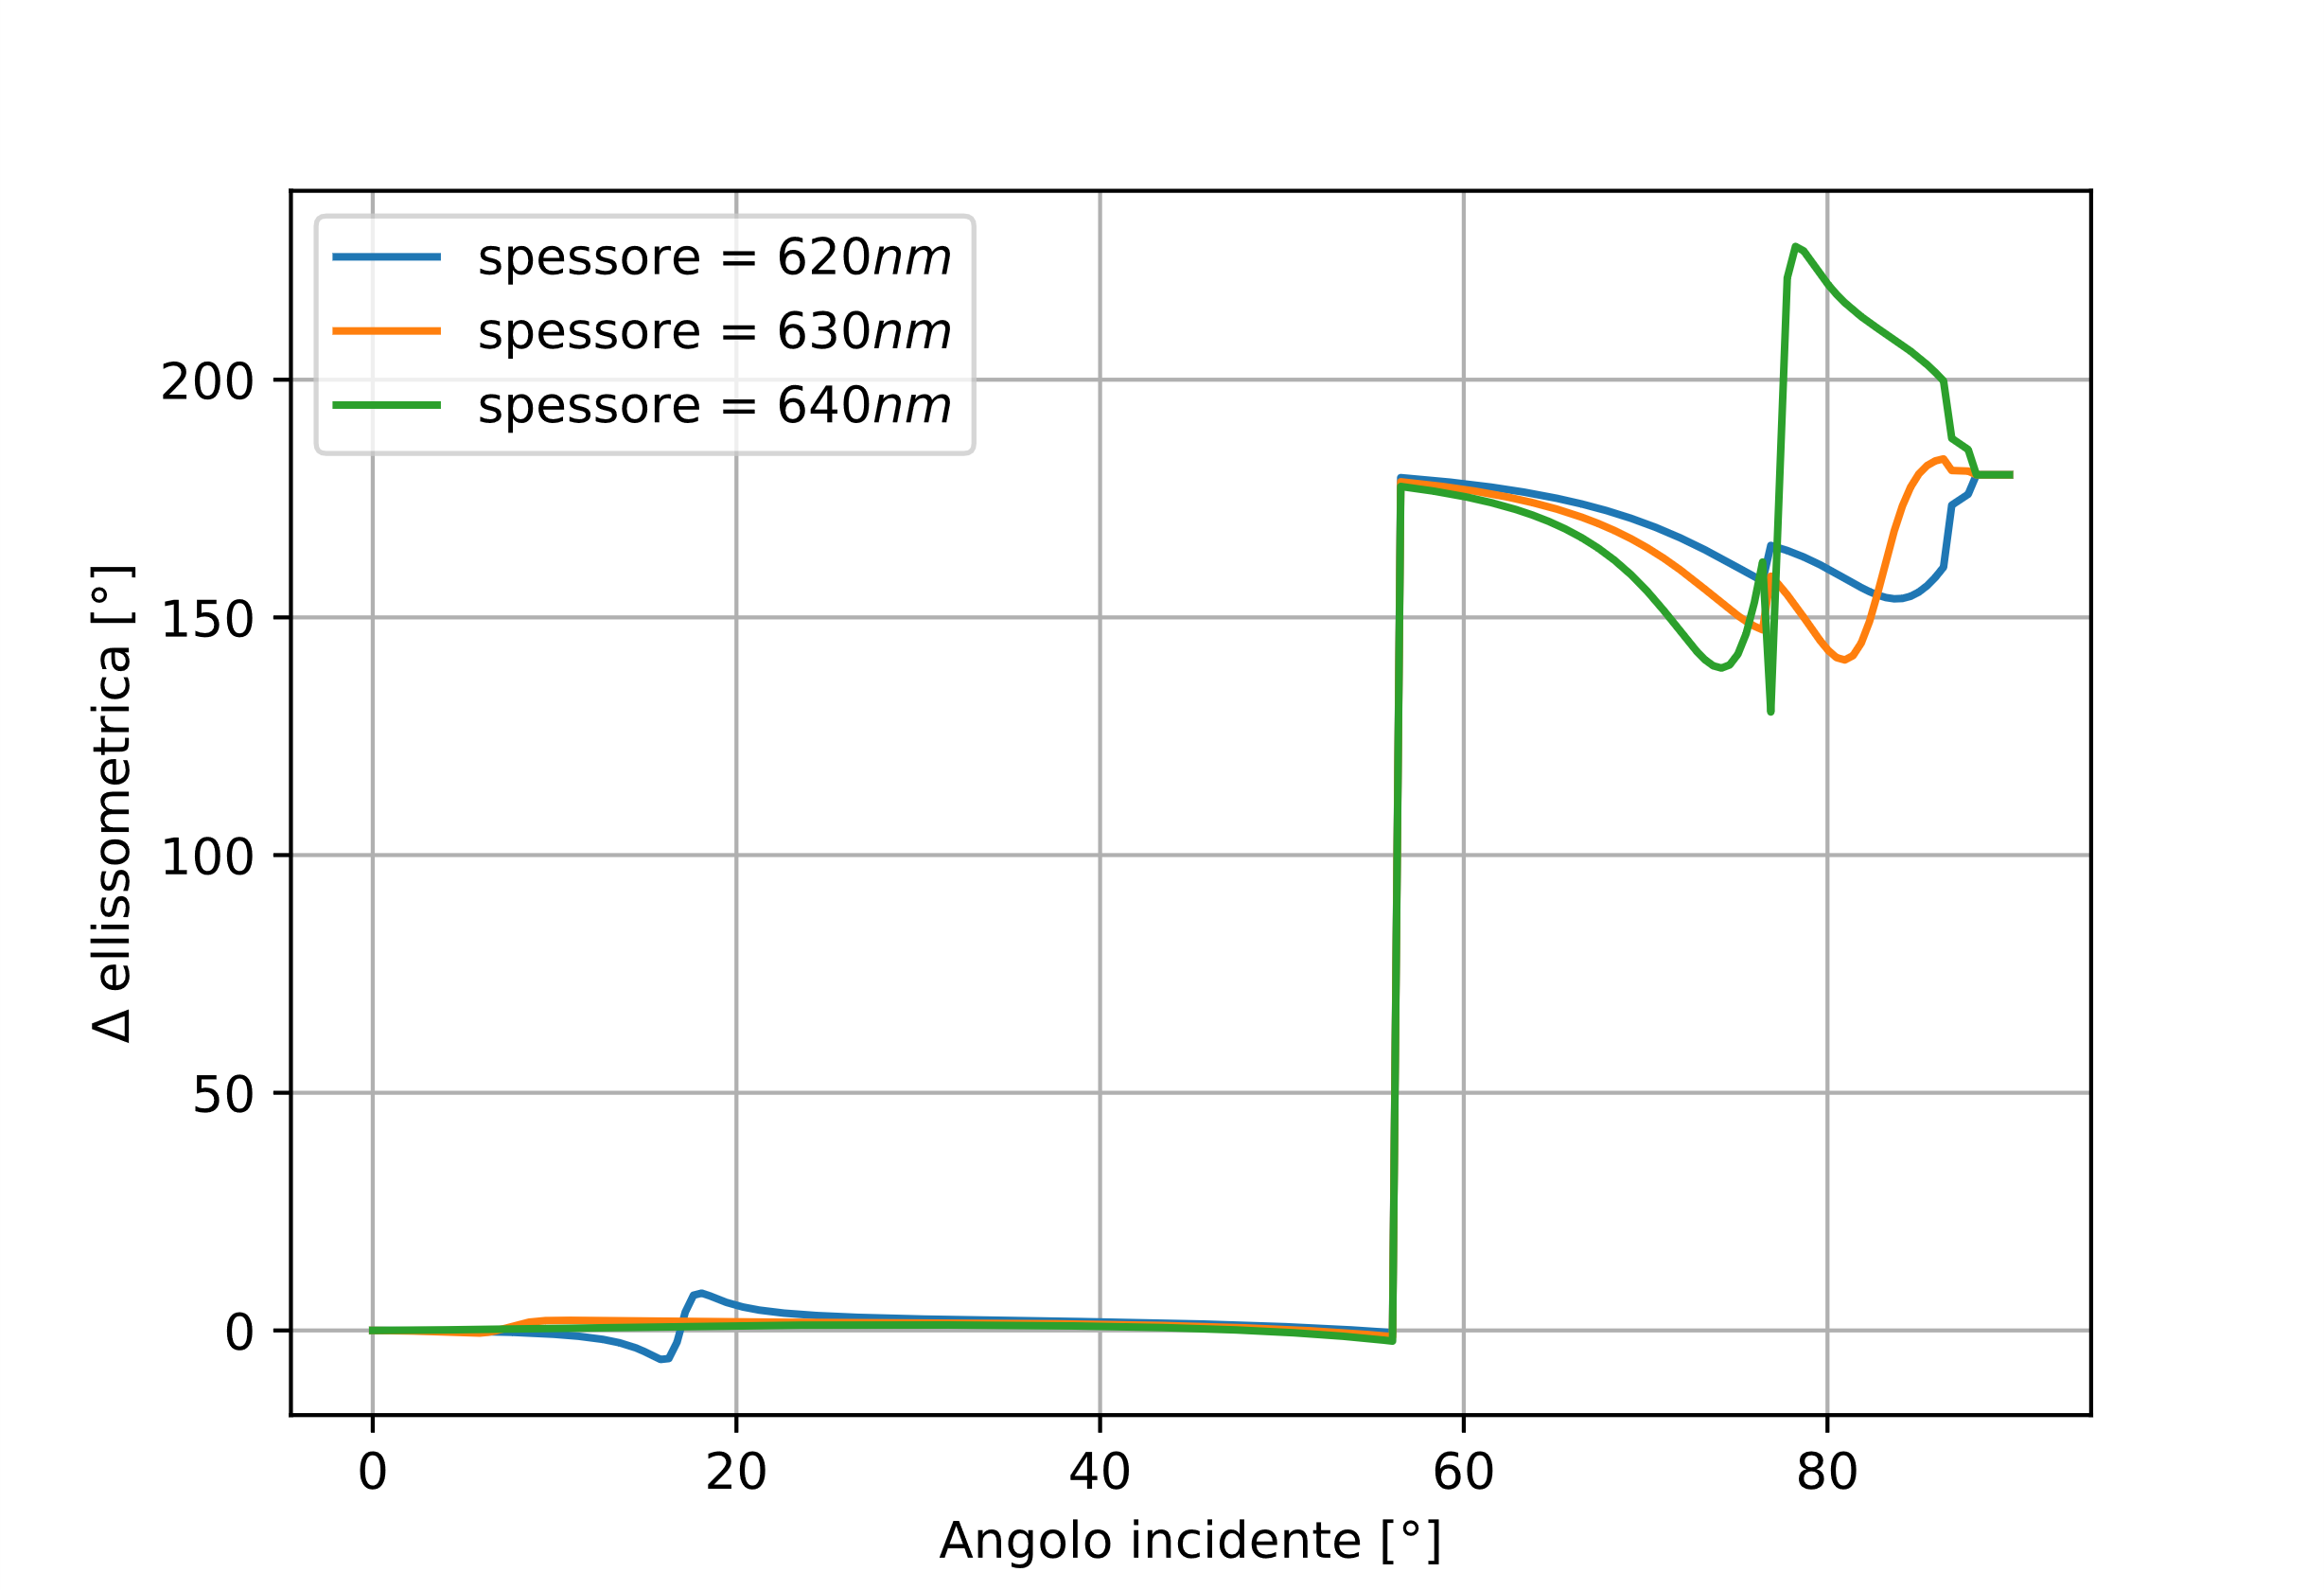 spessore = 620nm
spessore = 630nm
spessore = 640nm
200
150
100
50
0
Δ ellissometrica [°]
0 20 40 60 80
Angolo incidente [°]